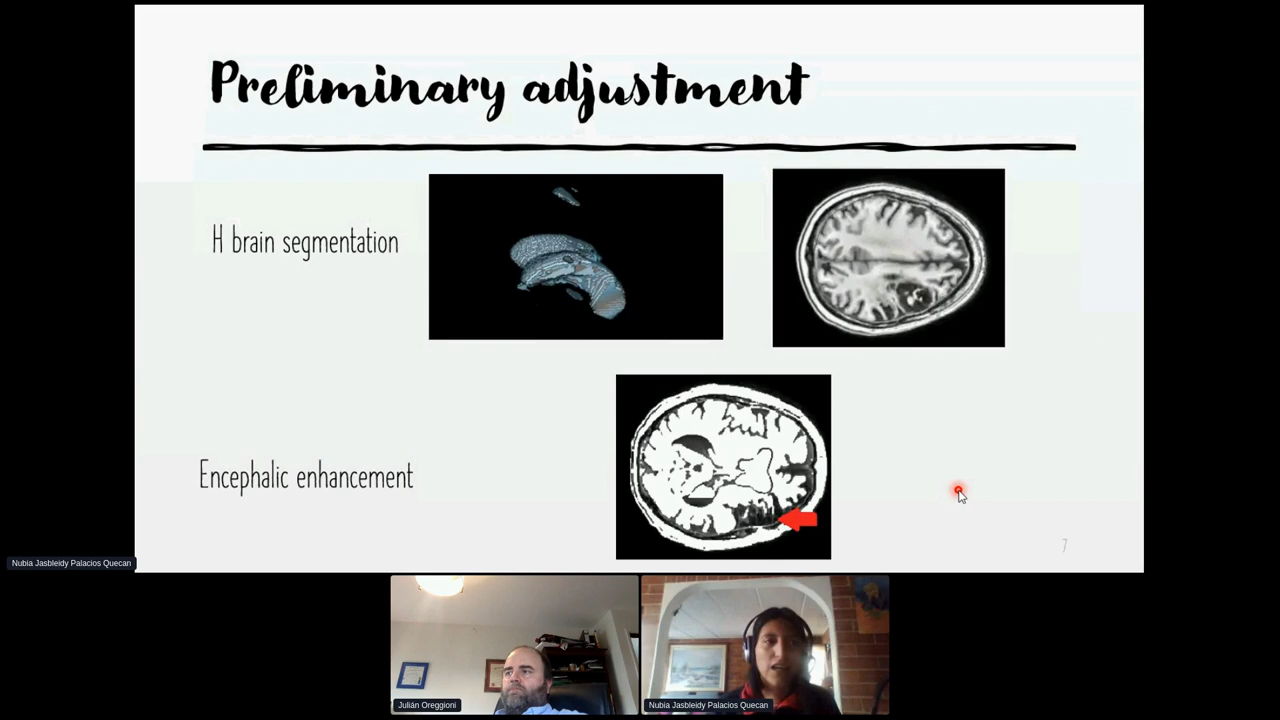 Preliminary adjustment
H brain segmentation
Encephalic enhancement
7
Nubia Jasbleidy Palacios Quecan
Julián Oreggioni
Nubia Jasbleidy Palacios Quecan